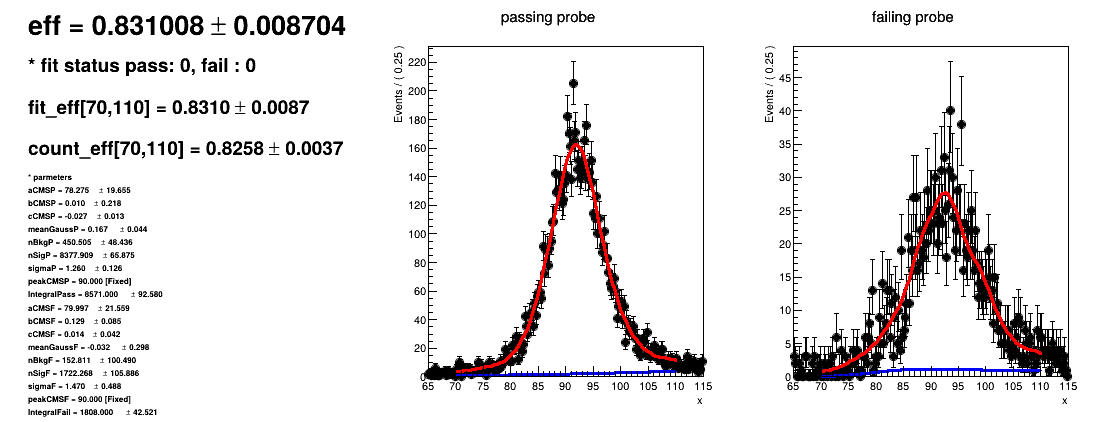 eff = 0.831008 ± 0.008704
* fit status pass: 0, fail : 0
fit_eff[70,110] = 0.8310 ± 0.0087
count_eff[70,110] = 0.8258 ± 0.0037
* parmeters
aCMSP = 78.275 ± 19.655
bCMSP = 0.010 ± 0.218
cCMSP = -0.027 ± 0.013
meanGaussP = 0.167 ± 0.044
nBkgP = 450.505 ± 48.436
nSigP = 8377.909 ± 65.875
sigmaP = 1.260 ± 0.126
peakCMSP = 90.000 [Fixed]
IntegralPass = 8571.000 ± 92.580
aCMSF = 79.997 ± 21.559
bCMSF = 0.129 ± 0.085
cCMSF = 0.014 ± 0.042
meanGaussF = -0.032 ± 0.298
nBkgF = 152.811 ± 100.490
nSigF = 1722.268 ± 105.886
sigmaF = 1.470 ± 0.488
peakCMSF = 90.000 [Fixed]
IntegralFail = 1808.000 ± 42.521
passing probe
Events / ( 0.25 )
220
200
180
160
140
120
100
80
60
40
20
0
65 70 75 80 85 90 95 100 105 110 115
x
failing probe
Events / ( 0.25 )
45
40
35
30
25
20
15
10
5
0
65 70 75 80 85 90 95 100 105 110 115
x